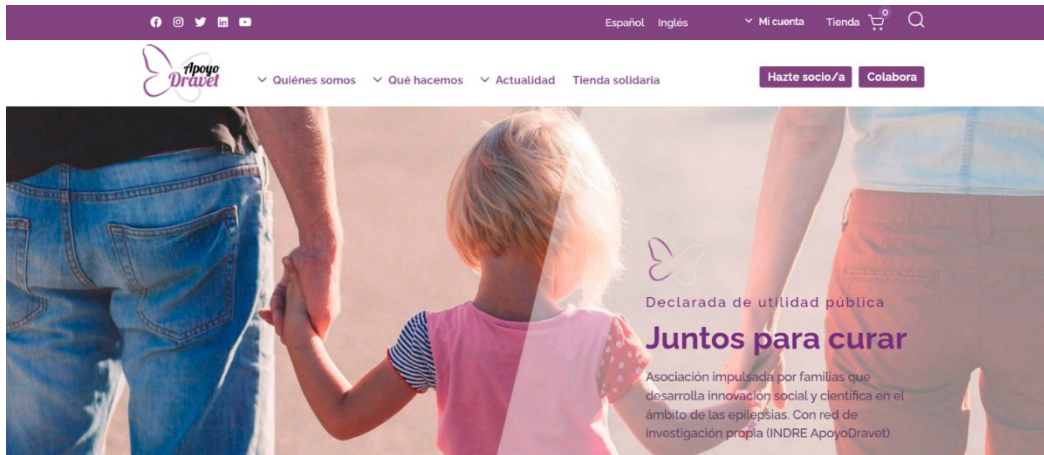 Español Inglés Mi cuenta Tienda 0
Apoyo
Dravet
Quiénes somos Qué hacemos Actualidad Tienda solidaria Hazte socio/a Colabora
Declarada de utilidad pública
Juntos para curar
Asociación impulsada por familias que
desarrolla innovación social y científica en el
ámbito de las epilepsias. Con red de
investigación propia (INDRE ApoyoDravet)